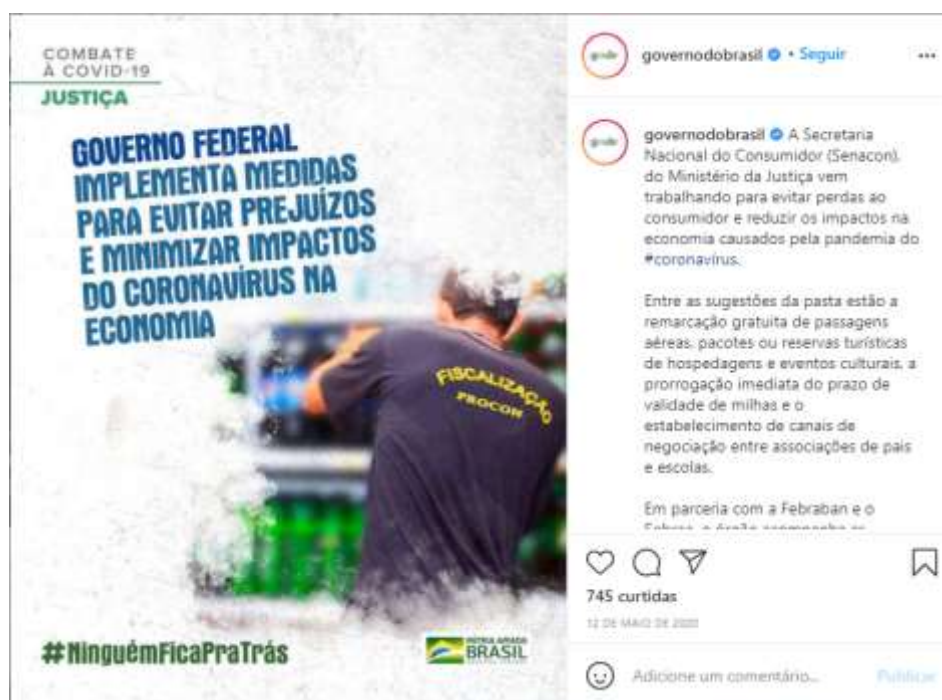 COMBATE
À COVID-19
JUSTIÇA
GOVERNO FEDERAL
IMPLEMENTA MEDIDAS
PARA EVITAR PREJUÍZOS
E MINIMIZAR IMPACTOS
DO CORONAVÍRUS NA
ECONOMIA
FISCALIZAÇÃO
PROCON
#NinguémFicaPraTrás
PÁTRIA AMADA
BRASIL
governodobrasil • Seguir
governodobrasil A Secretaria
Nacional do Consumidor (Senacon),
do Ministério da Justiça vem
trabalhando para evitar perdas ao
consumidor e reduzir os impactos na
economia causados pela pandemia do
#coronavírus.
Entre as sugestões da pasta estão a
remarcação gratuita de passagens
aéreas, pacotes ou reservas turísticas
de hospedagens e eventos culturais, a
prorrogação imediata do prazo de
validade de milhas e o
estabelecimento de canais de
negociação entre associações de pais
e escolas.
Em parceria com a Febraban e o
745 curtidas
12 DE MAIO DE 2020
Adicione um comentário... Publicar